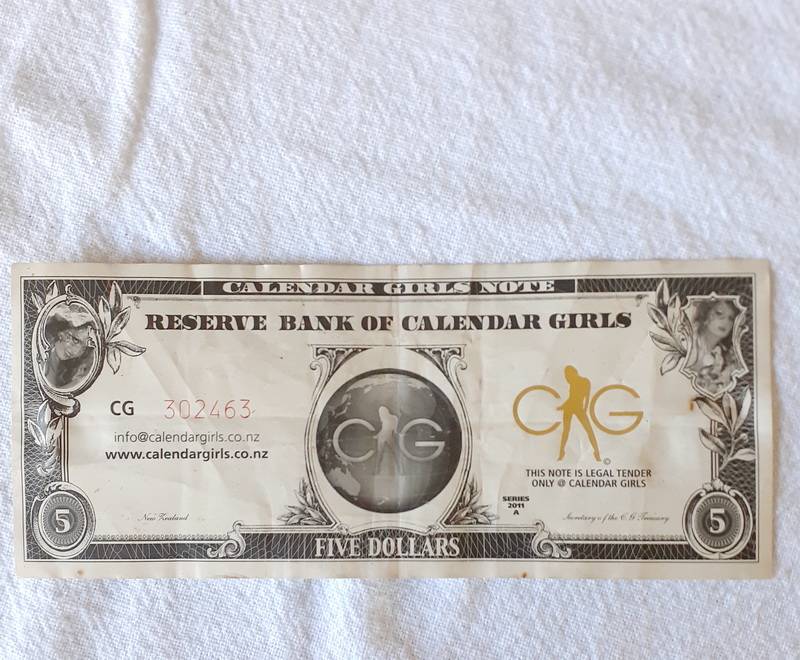 CALENDAR GIRLS NOTE
RESERVE BANK OF CALENDAR GIRLS
CG 302463
info@calendargirls.co.nz
www.calendargirls.co.nz
CG
CG
©
THIS NOTE IS LEGAL TENDER
ONLY @ CALENDAR GIRLS
SERIES
2011
A
5
New Zealand
Secretary of the C.G Treasury
5
FIVE DOLLARS